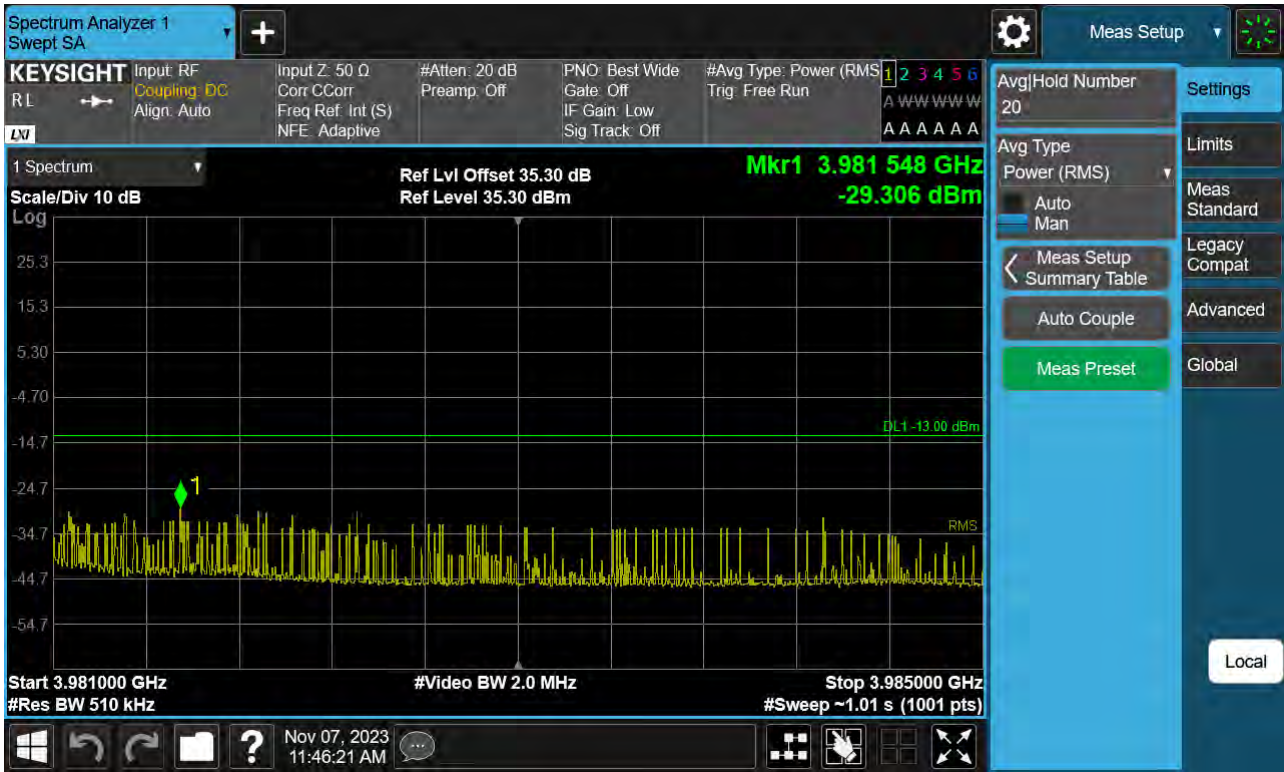 Spectrum Analyzer 1
Swept SA
+
Meas Setup
KEYSIGHT
RL
LXI
Input: RF
Coupling: DC
Align: Auto
Input Z: 50 Ω
Corr CCorr
Freq Ref: Int (S)
NFE: Adaptive
#Atten: 20 dB
Preamp: Off
PNO: Best Wide
Gate: Off
IF Gain: Low
Sig Track: Off
#Avg Type: Power (RMS
Trig: Free Run
1 2 3 4 5 6
A W W W W W
A A A A A A
1 Spectrum
Scale/Div 10 dB
Log
Ref Lvl Offset 35.30 dB
Ref Level 35.30 dBm
Mkr1 3.981 548 GHz
-29.306 dBm
25.3
15.3
5.30
-4.70
DL1 -13.00 dBm
-14.7
-24.7
1
RMS
-34.7
-44.7
-54.7
Start 3.981000 GHz
#Res BW 510 kHz
#Video BW 2.0 MHz
Stop 3.985000 GHz
#Sweep ~1.01 s (1001 pts)
Avg|Hold Number
20
Avg Type
Power (RMS)
Auto
Man
Meas Setup
Summary Table
Auto Couple
Meas Preset
Settings
Limits
Meas
Standard
Legacy
Compat
Advanced
Global
Local
?
Nov 07, 2023
11:46:21 AM